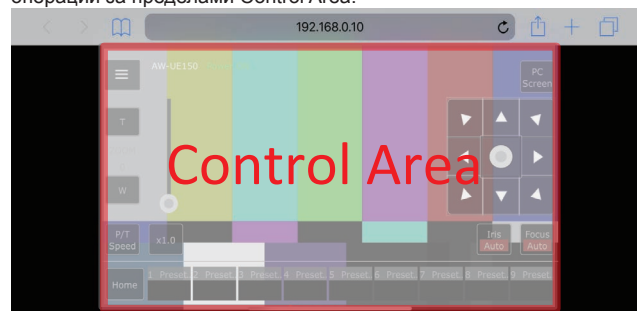 операций за пределами Control Area.
192.168.0.10
AW-UE150
PC
Screen
T
Control Area
W
P/T
Speed
x1.0
Iris
Auto
Focus
Auto
Home
1 Preset. 2 Preset. 3 Preset. 4 Preset. 5 Preset. 6 Preset. 7 Preset. 8 Preset. 9 Preset.